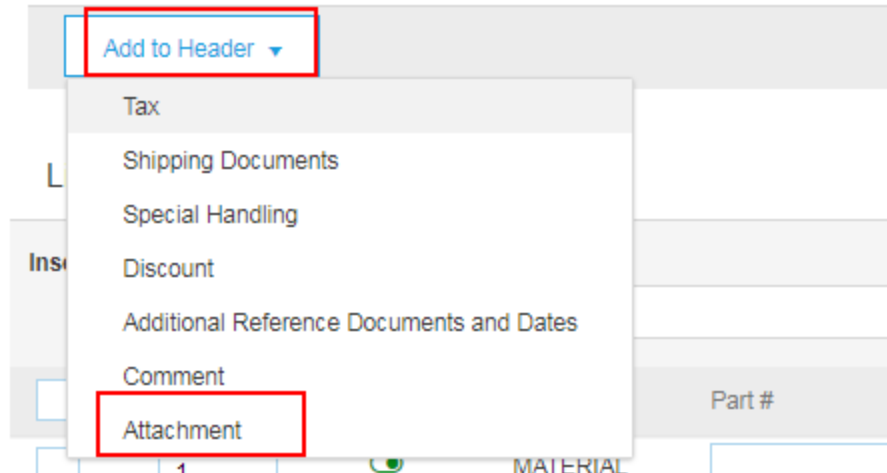 Add to Header
Tax
Shipping Documents
Special Handling
Discount
Additional Reference Documents and Dates
Comment
Attachment
Part #
1 MATERIAL